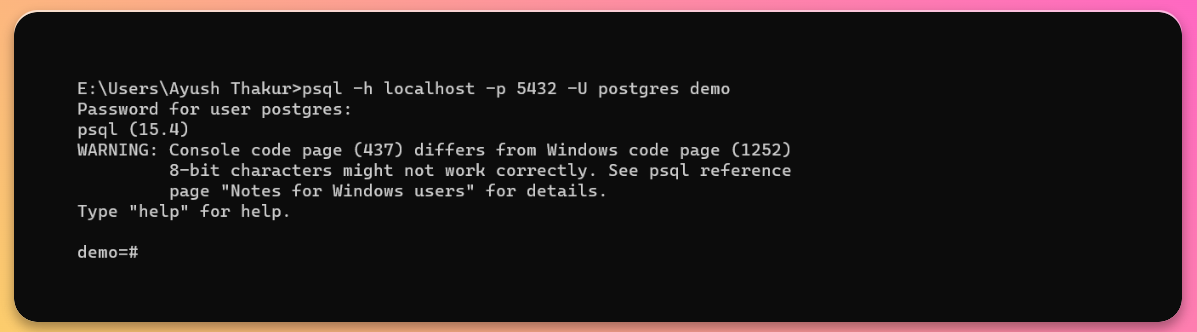 E:\Users\Ayush Thakur>psql -h localhost -p 5432 -U postgres demo
Password for user postgres:
psql (15.4)
WARNING: Console code page (437) differs from Windows code page (1252)
         8-bit characters might not work correctly. See psql reference
         page "Notes for Windows users" for details.
Type "help" for help.

demo=#